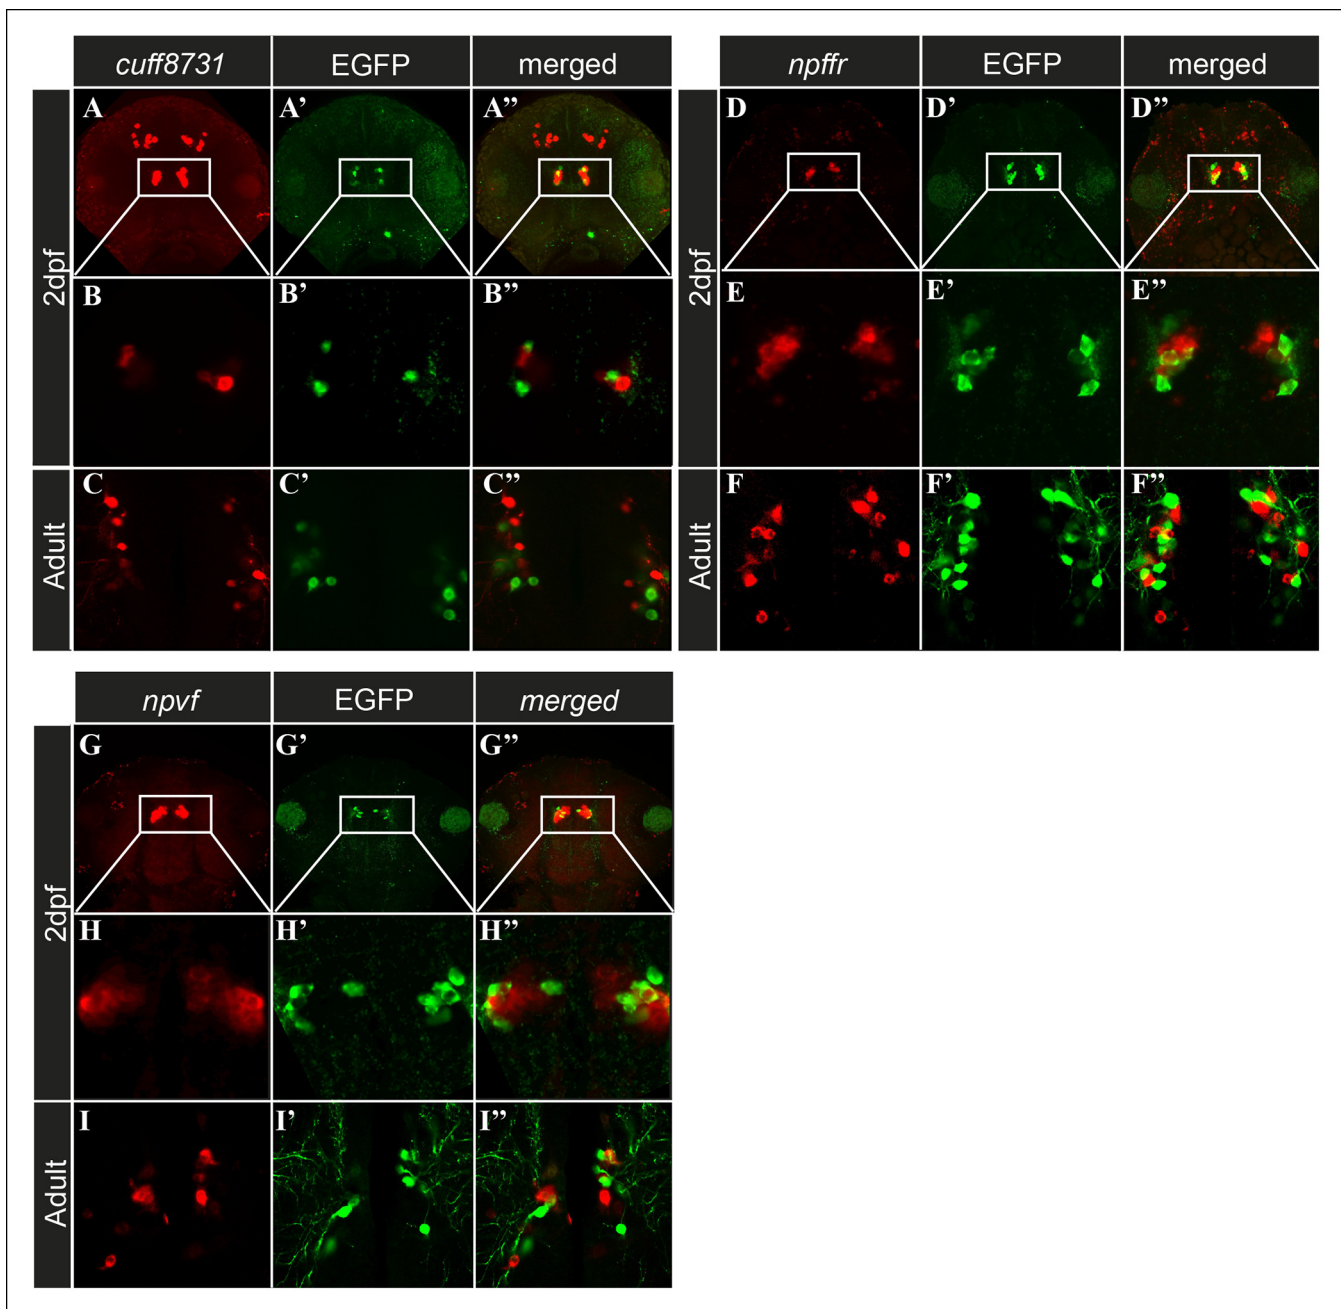 cuff8731 EGFP merged
2dpf
A A’ A’’
B B’ B’’
Adult
C C’ C’’
npffr EGFP merged
2dpf
D D’ D’’
E E’ E’’
Adult
F F’ F’’
npvf EGFP merged
2dpf
G G’ G’’
H H’ H’’
Adult
I I’ I’’